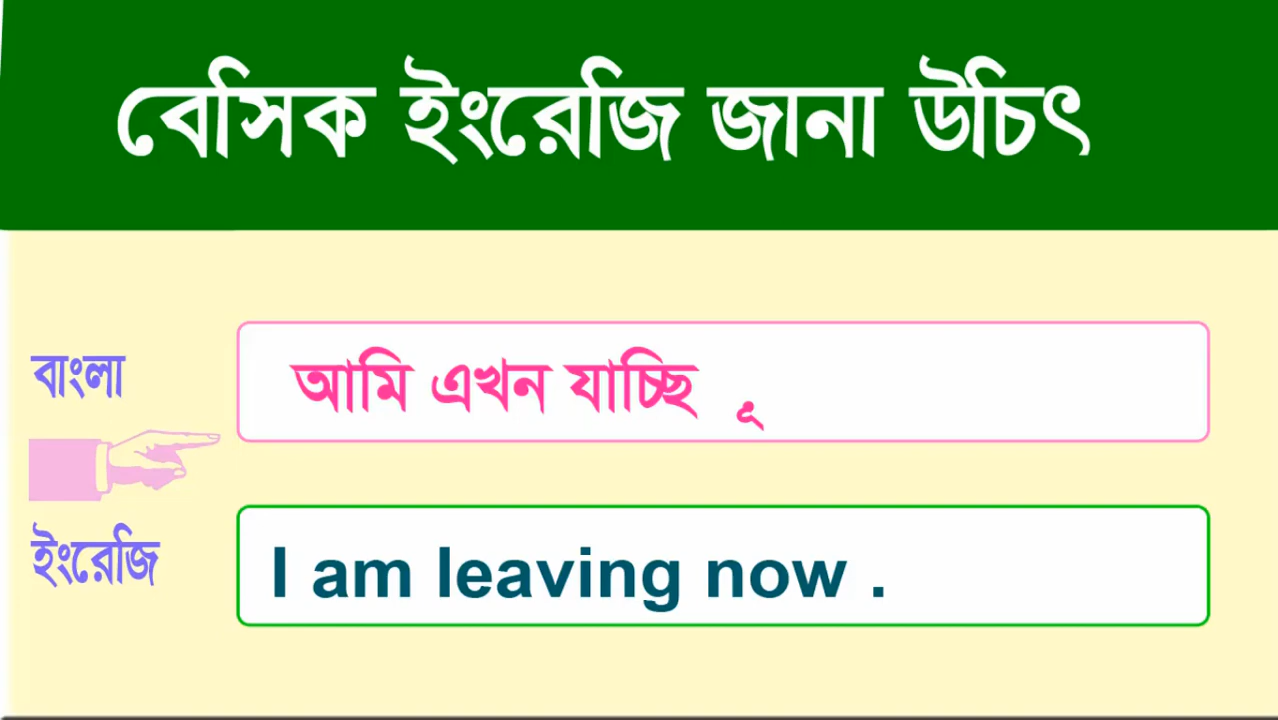 বেসিক ইংরেজি জানা উচিৎ
বাংলা
আমি এখন যাচ্ছি ূ
ইংরেজি
I am leaving now .